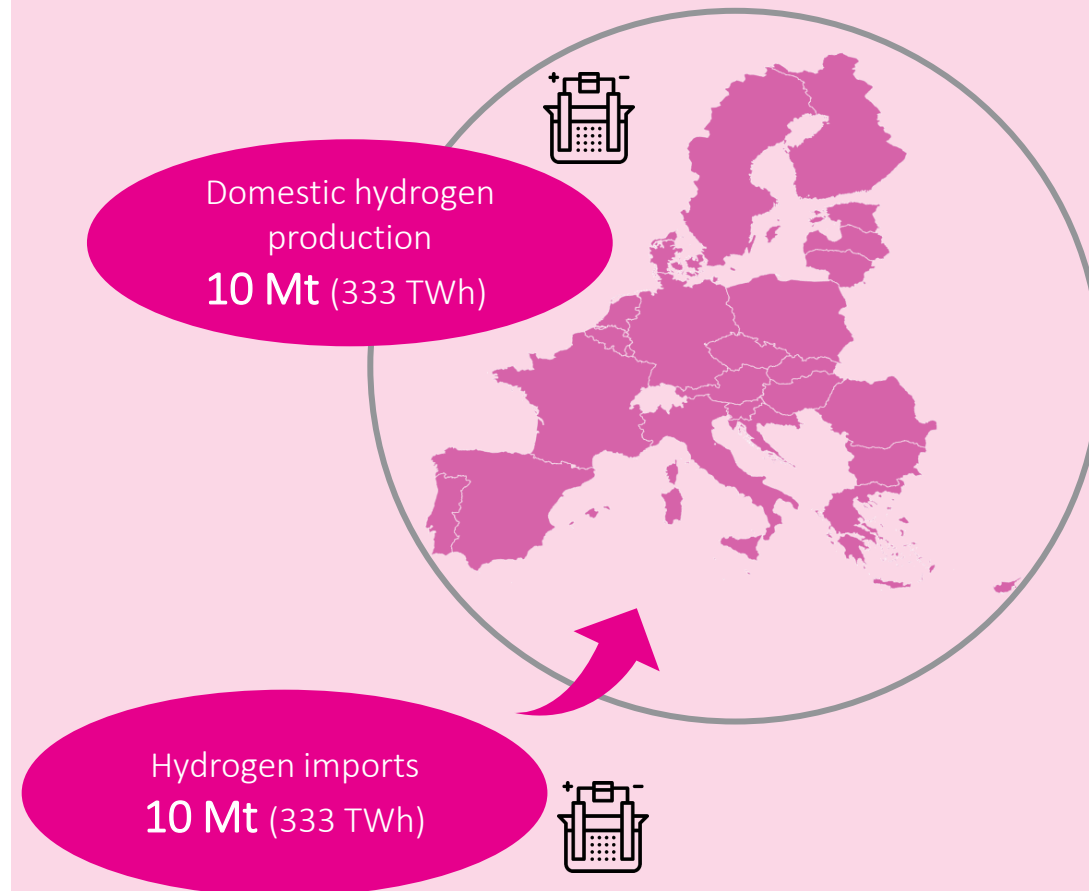 Domestic hydrogen
production
10 Mt (333 TWh)
Hydrogen imports
10 Mt (333 TWh)